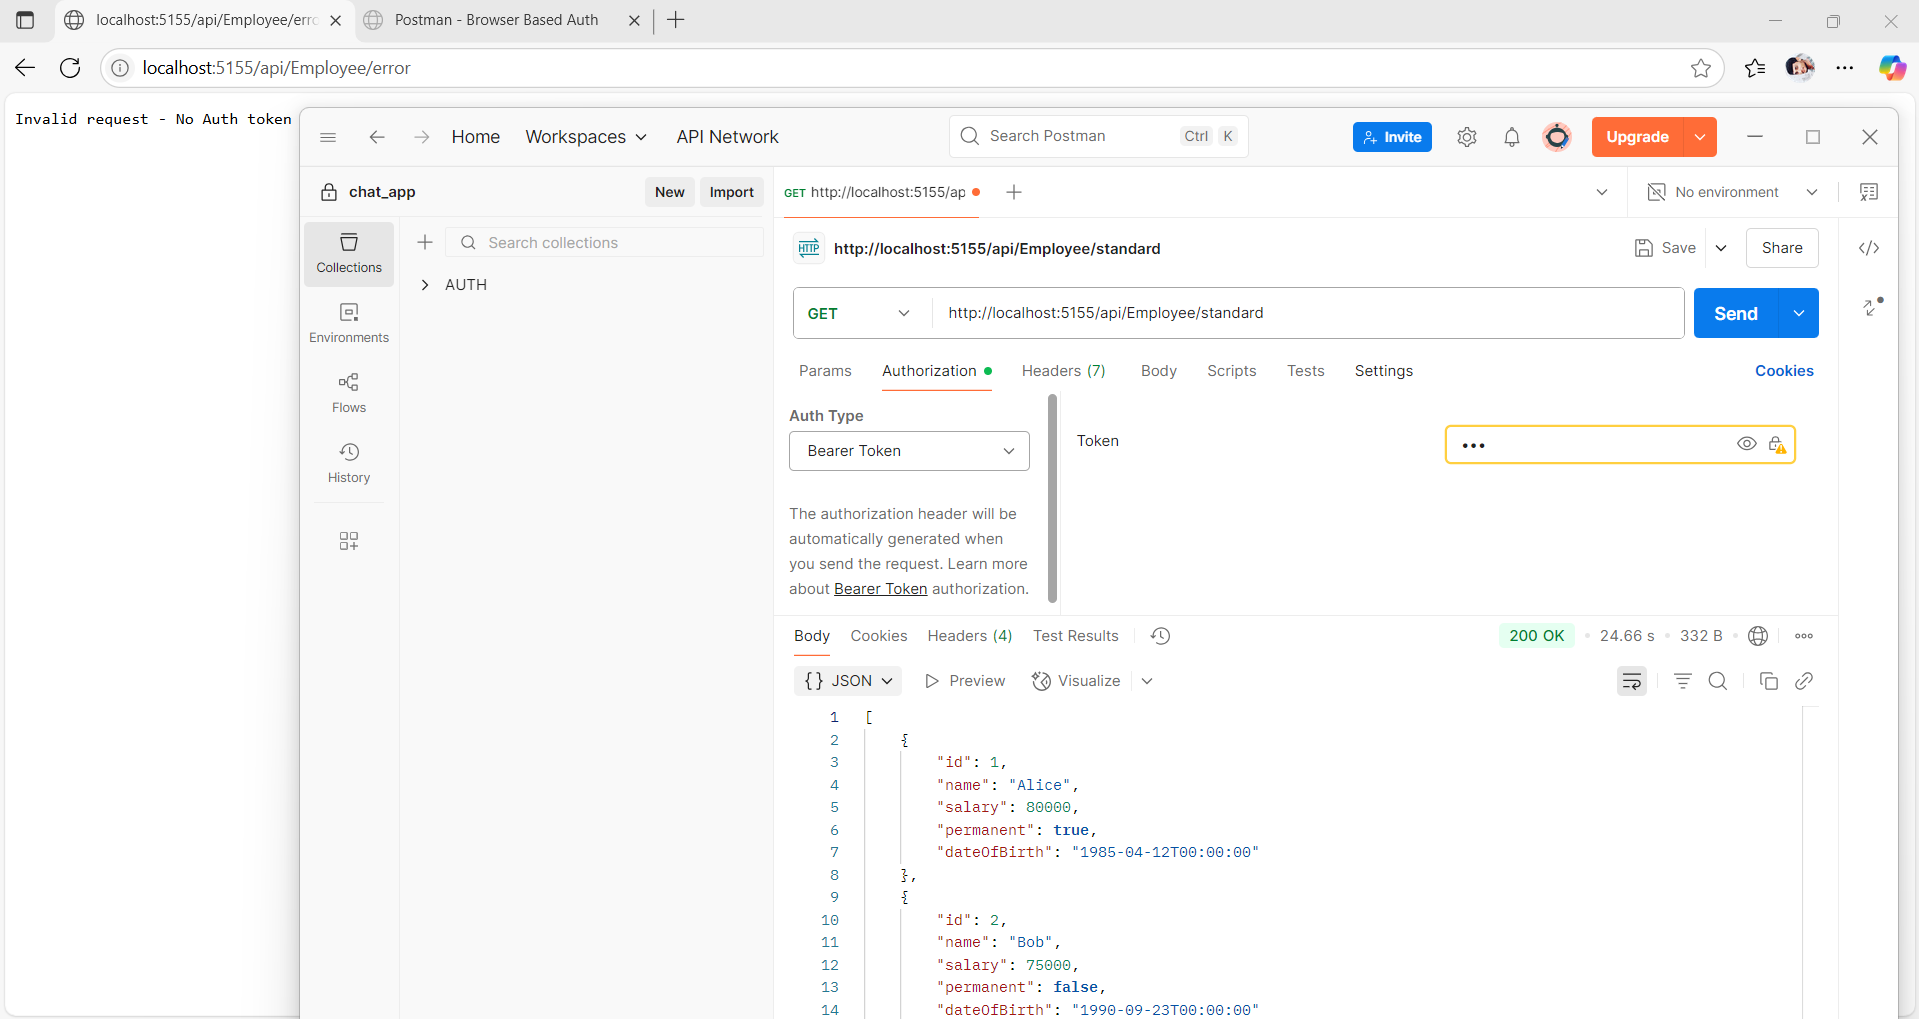 localhost:5155/api/Employee/erro
Postman - Browser Based Auth
localhost:5155/api/Employee/error
Invalid request - No Auth token
Home Workspaces API Network
Search Postman Ctrl K
Invite
Upgrade
chat_app
New Import
GET http://localhost:5155/ap
No environment
Collections
Environments
Flows
History
Search collections
AUTH
HTTP http://localhost:5155/api/Employee/standard
Save
Share
GET http://localhost:5155/api/Employee/standard
Send
Params Authorization Headers (7) Body Scripts Tests Settings
Cookies
Auth Type
Bearer Token
Token
The authorization header will be
automatically generated when
you send the request. Learn more
about Bearer Token authorization.
Body Cookies Headers (4) Test Results
200 OK • 24.66 s • 332 B
{} JSON Preview Visualize
1 [
2 {
3 "id": 1,
4 "name": "Alice",
5 "salary": 80000,
6 "permanent": true,
7 "dateOfBirth": "1985-04-12T00:00:00"
8 },
9 {
10 "id": 2,
11 "name": "Bob",
12 "salary": 75000,
13 "permanent": false,
14 "dateOfBirth": "1990-09-23T00:00:00"